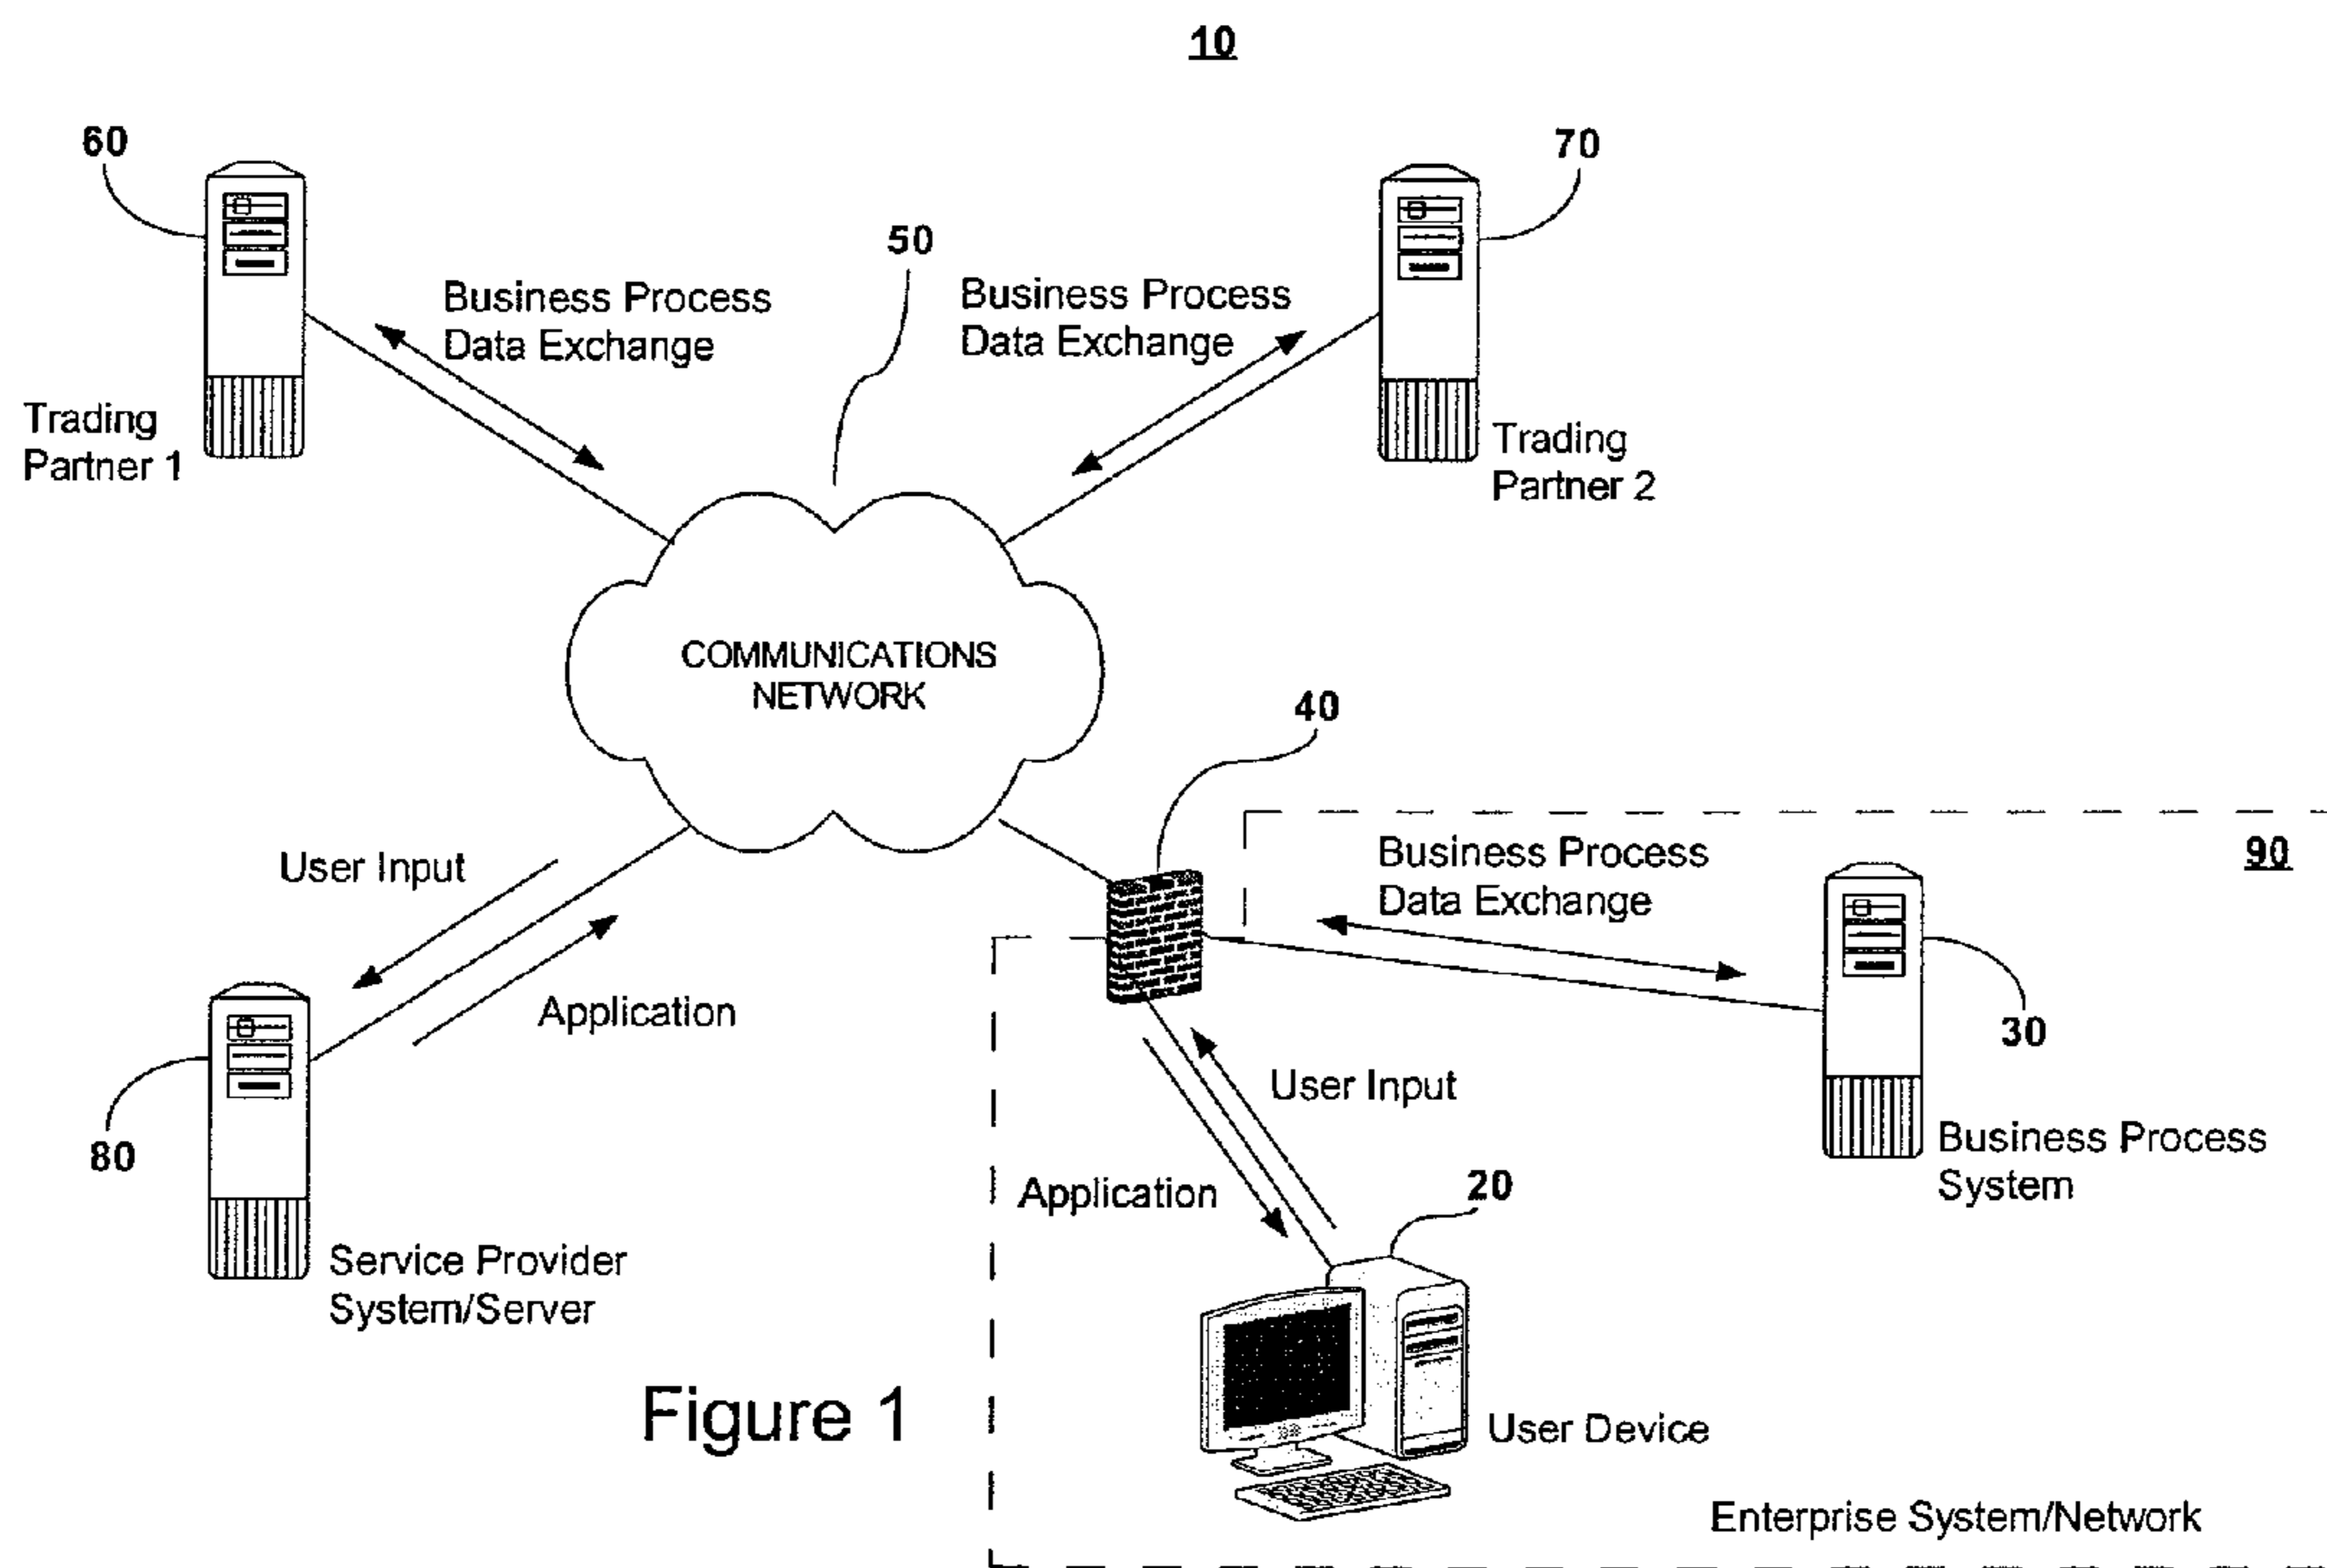 10
60
70
50
Business Process
Data Exchange
Business Process
Data Exchange
Trading
Partner 1
Trading
Partner 2
COMMUNICATIONS
NETWORK
40
User Input
Business Process
Data Exchange
90
Application
30
User Input
80
Business Process
System
Application
20
Service Provider
System/Server
Figure 1
User Device
Enterprise System/Network